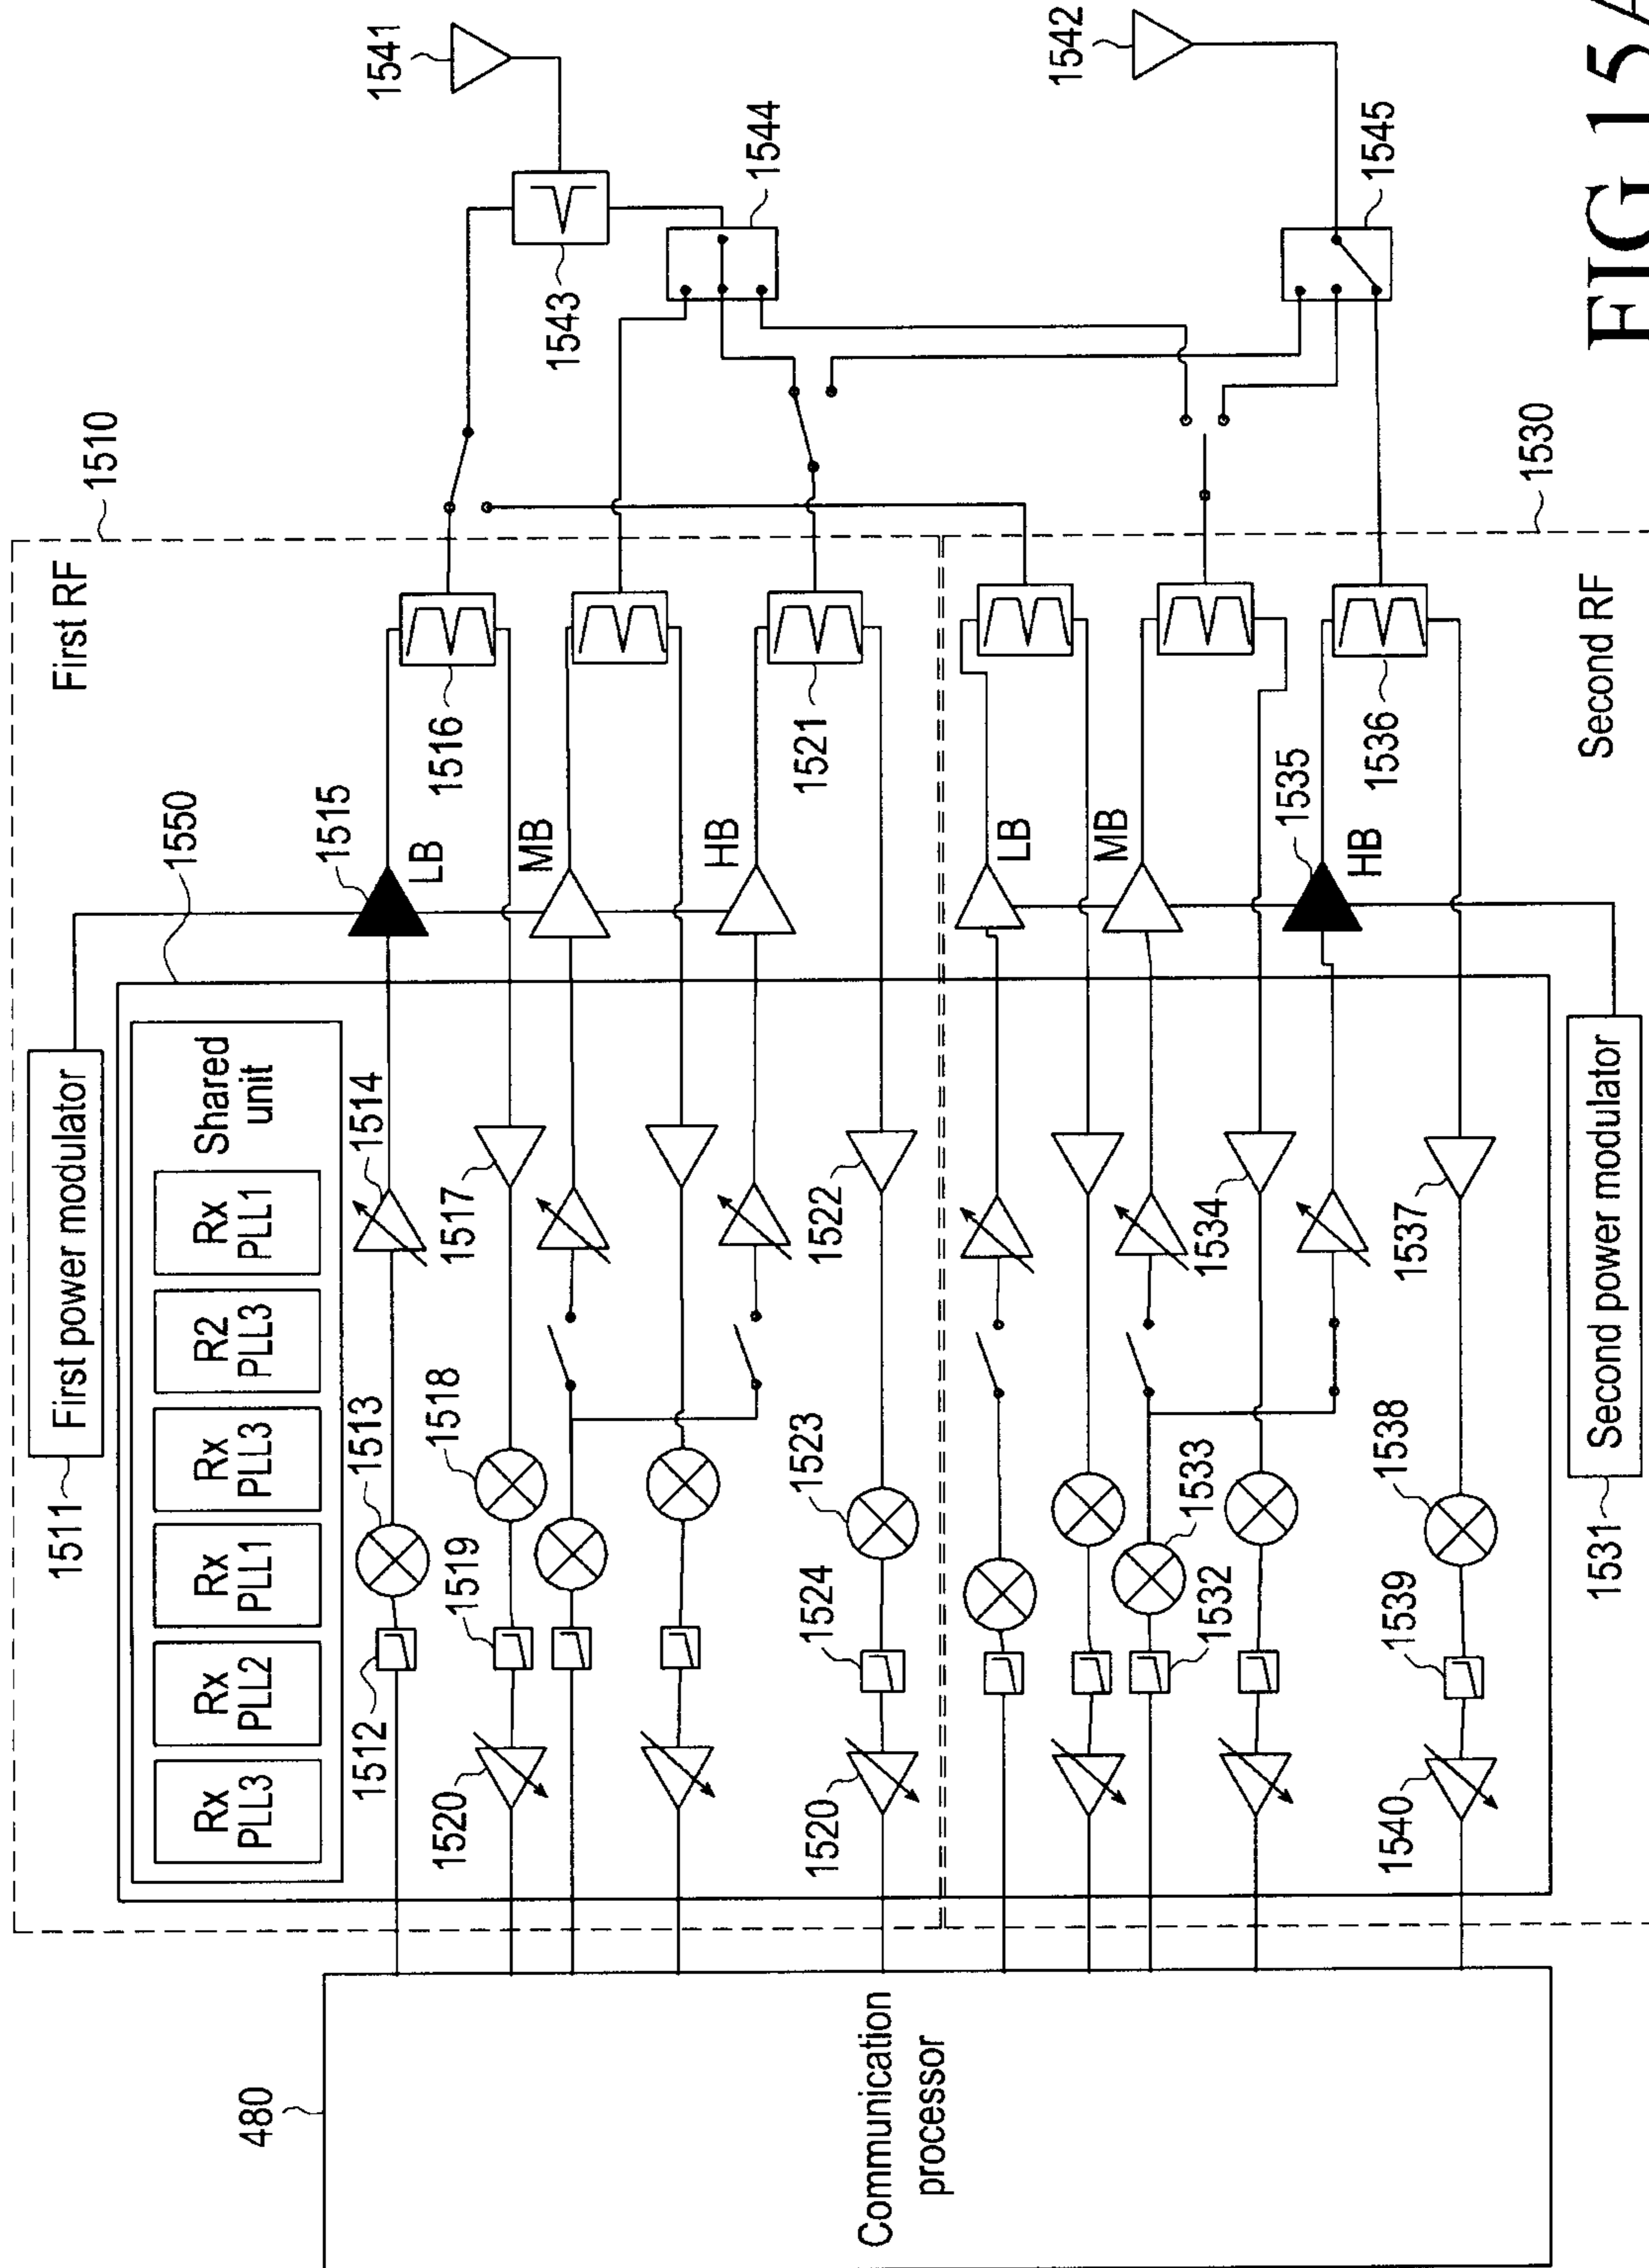 480
Communication
processor
1510
First RF
1511
First power modulator
1550
Shared
unit
Rx
PLL3
Rx
PLL2
Rx
PLL1
Rx
PLL3
R2
PLL3
Rx
PLL1
1512
1513
1514
1515
LB
1516
1517
1518
1519
1520
MB
HB
1521
1522
1523
1524
1520
1541
1543
1544
1542
1545
1530
Second RF
LB
MB
1532
1533
1534
1535
HB
1536
1537
1538
1539
1540
1531
Second power modulator